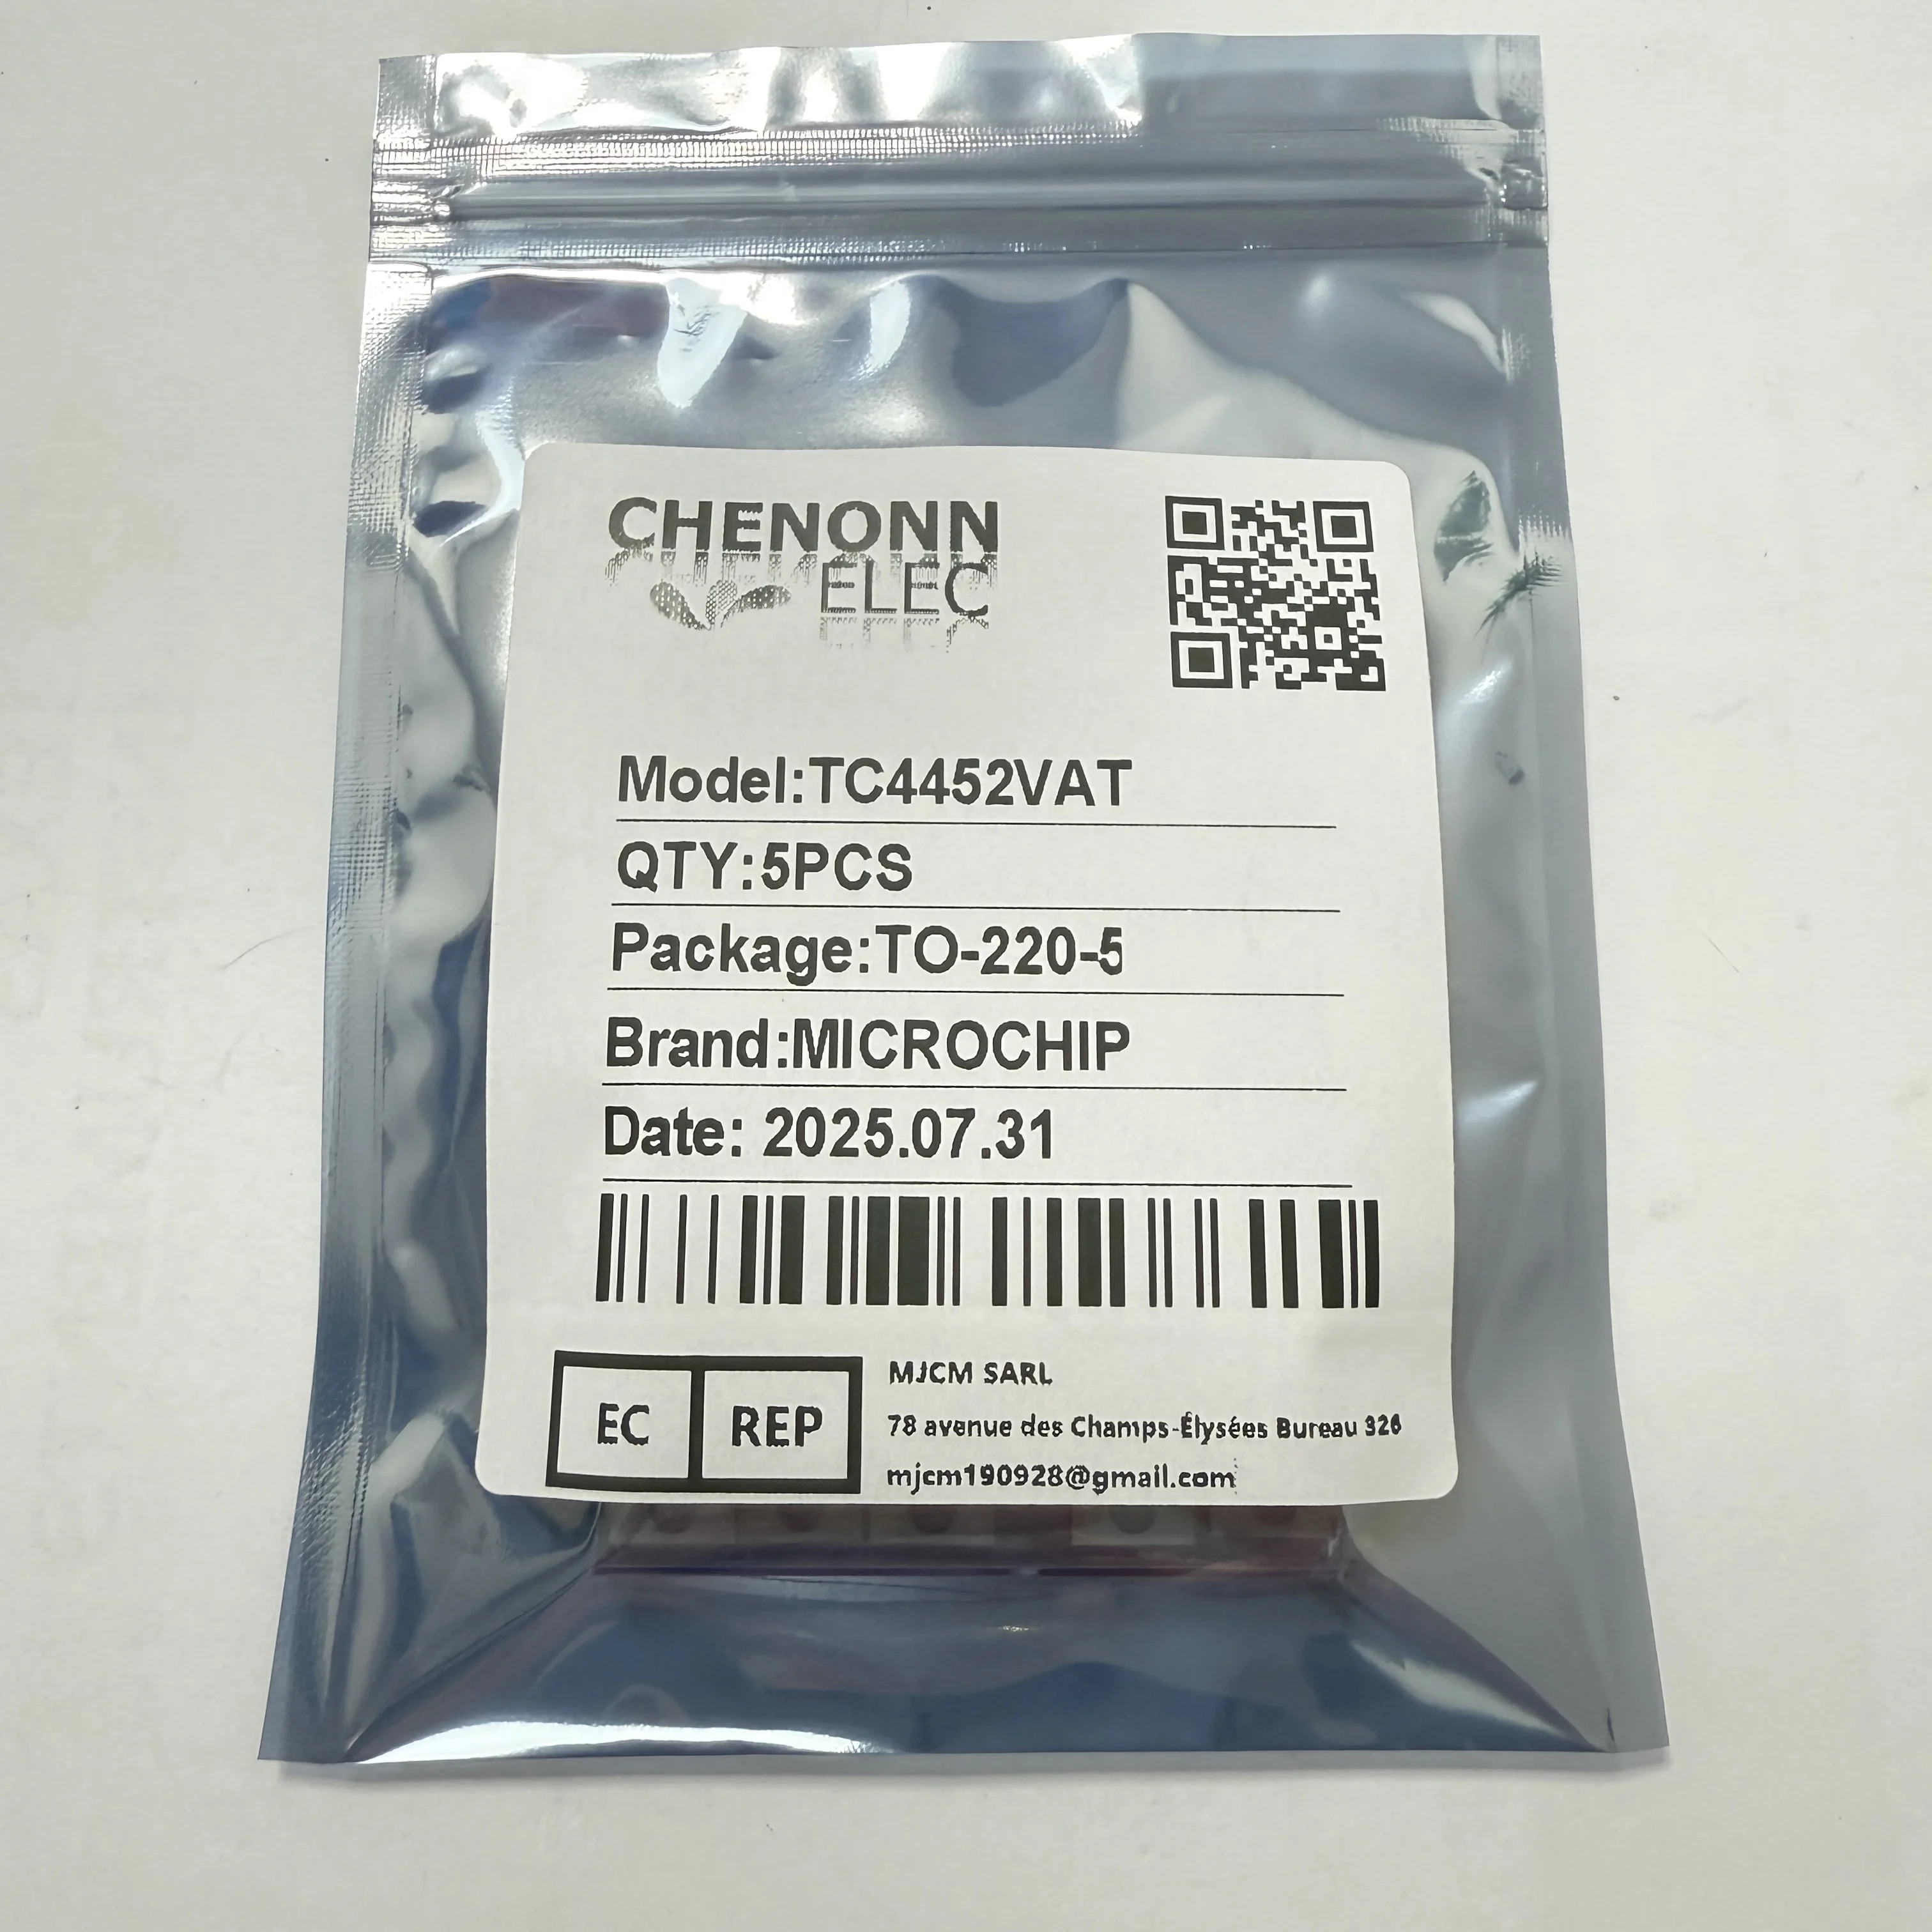 CHENONN
ELEC
Model:TC4452VAT
QTY:5PCS
Package:TO-220-5
Brand:MICROCHIP
Date: 2025.07.31
EC REP
MJCM SARL
78 avenue des Champs-Élysées Bureau 326
mjcm190928@gmail.com